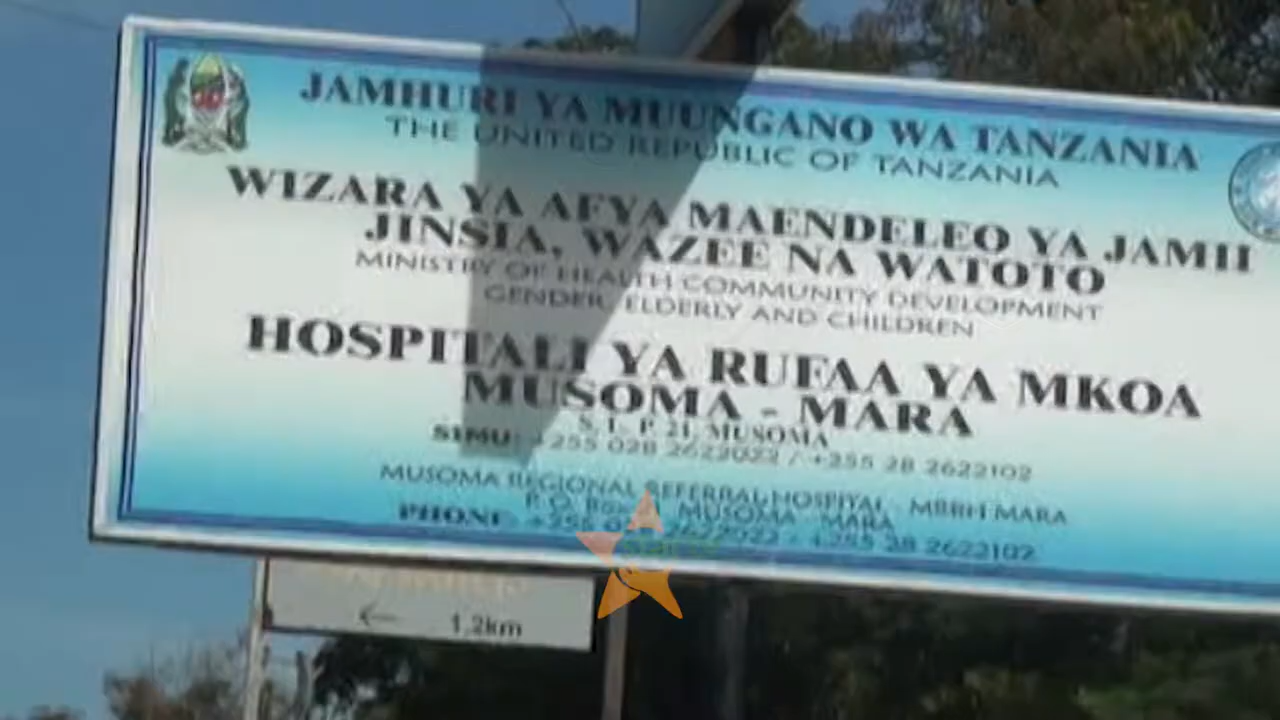 JAMHURI YA MUUNGANO WA TANZANIA
THE UNITED REPUBLIC OF TANZANIA
WIZARA YA AFYA MAENDELEO YA JAMII
JINSIA, WAZEE NA WATOTO
MINISTRY OF HEALTH COMMUNITY DEVELOPMENT
GENDER, ELDERLY AND CHILDREN
HOSPITALI YA RUFAA YA MKOA
MUSOMA - MARA
S. L. P. 21, MUSOMA
SIMU: +255 028 2622022 / +255 28 2622102
MUSOMA REGIONAL REFERRAL HOSPITAL MRRH-MARA
P. O. Box MUSOMA - MARA
PHONE: 2622022 - +255 28 2622102
← 1.2km